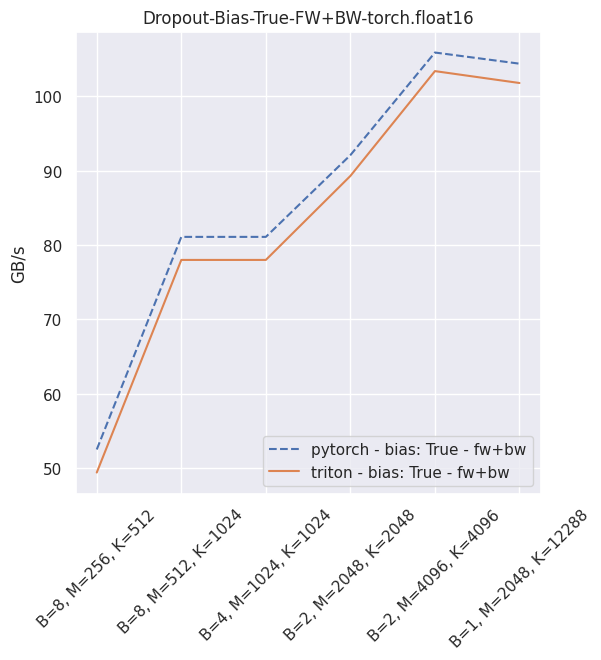 Dropout-Bias-True-FW+BW-torch.float16
GB/s
100
90
80
70
60
50
pytorch - bias: True - fw+bw
triton - bias: True - fw+bw
B=8, M=256, K=512
B=8, M=512, K=1024
B=4, M=1024, K=1024
B=2, M=2048, K=2048
B=2, M=4096, K=4096
B=1, M=2048, K=12288